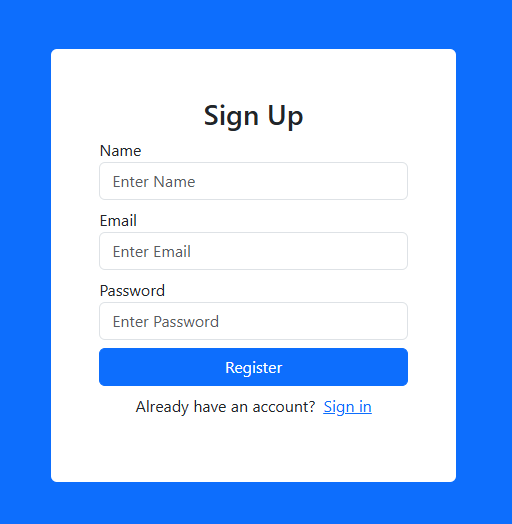 Sign Up
Name
Enter Name
Email
Enter Email
Password
Enter Password
Register
Already have an account? Sign in